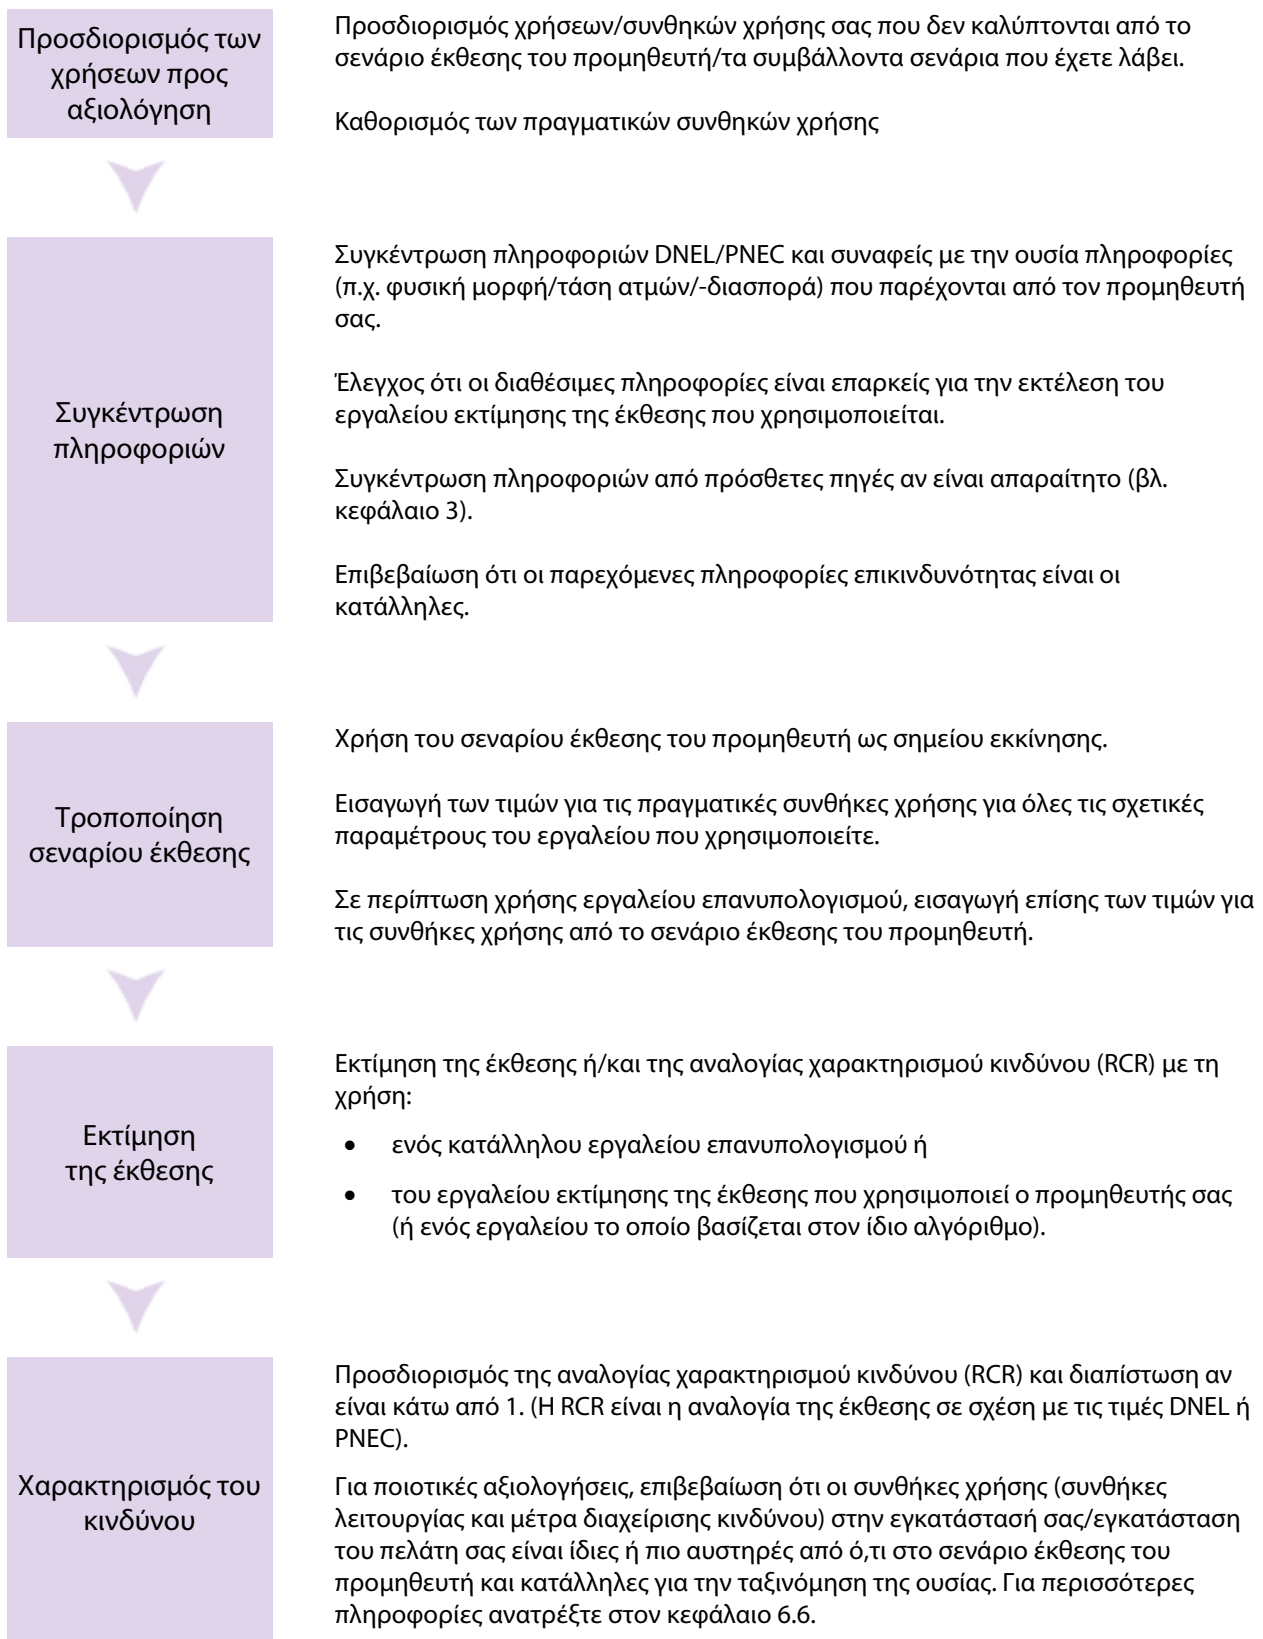 Προσδιορισμός των
χρήσεων προς
αξιολόγηση
Προσδιορισμός χρήσεων/συνθηκών χρήσης σας που δεν καλύπτονται από το
σενάριο έκθεσης του προμηθευτή/τα συμβάλλοντα σενάρια που έχετε λάβει.
Καθορισμός των πραγματικών συνθηκών χρήσης
Συγκέντρωση
πληροφοριών
Συγκέντρωση πληροφοριών DNEL/PNEC και συναφείς με την ουσία πληροφορίες
(π.χ. φυσική μορφή/τάση ατμών/-διασπορά) που παρέχονται από τον προμηθευτή
σας.
Έλεγχος ότι οι διαθέσιμες πληροφορίες είναι επαρκείς για την εκτέλεση του
εργαλείου εκτίμησης της έκθεσης που χρησιμοποιείται.
Συγκέντρωση πληροφοριών από πρόσθετες πηγές αν είναι απαραίτητο (βλ.
κεφάλαιο 3).
Επιβεβαίωση ότι οι παρεχόμενες πληροφορίες επικινδυνότητας είναι οι
κατάλληλες.
Τροποποίηση
σεναρίου έκθεσης
Χρήση του σεναρίου έκθεσης του προμηθευτή ως σημείου εκκίνησης.
Εισαγωγή των τιμών για τις πραγματικές συνθήκες χρήσης για όλες τις σχετικές
παραμέτρους του εργαλείου που χρησιμοποιείτε.
Σε περίπτωση χρήσης εργαλείου επανυπολογισμού, εισαγωγή επίσης των τιμών για
τις συνθήκες χρήσης από το σενάριο έκθεσης του προμηθευτή.
Εκτίμηση
της έκθεσης
Εκτίμηση της έκθεσης ή/και της αναλογίας χαρακτηρισμού κινδύνου (RCR) με τη
χρήση:
• ενός κατάλληλου εργαλείου επανυπολογισμού ή
• του εργαλείου εκτίμησης της έκθεσης που χρησιμοποιεί ο προμηθευτής σας
(ή ενός εργαλείου το οποίο βασίζεται στον ίδιο αλγόριθμο).
Χαρακτηρισμός του
κινδύνου
Προσδιορισμός της αναλογίας χαρακτηρισμού κινδύνου (RCR) και διαπίστωση αν
είναι κάτω από 1. (Η RCR είναι η αναλογία της έκθεσης σε σχέση με τις τιμές DNEL ή
PNEC).
Για ποιοτικές αξιολογήσεις, επιβεβαίωση ότι οι συνθήκες χρήσης (συνθήκες
λειτουργίας και μέτρα διαχείρισης κινδύνου) στην εγκατάστασή σας/εγκατάσταση
του πελάτη σας είναι ίδιες ή πιο αυστηρές από ό,τι στο σενάριο έκθεσης του
προμηθευτή και κατάλληλες για την ταξινόμηση της ουσίας. Για περισσότερες
πληροφορίες ανατρέξτε στον κεφάλαιο 6.6.